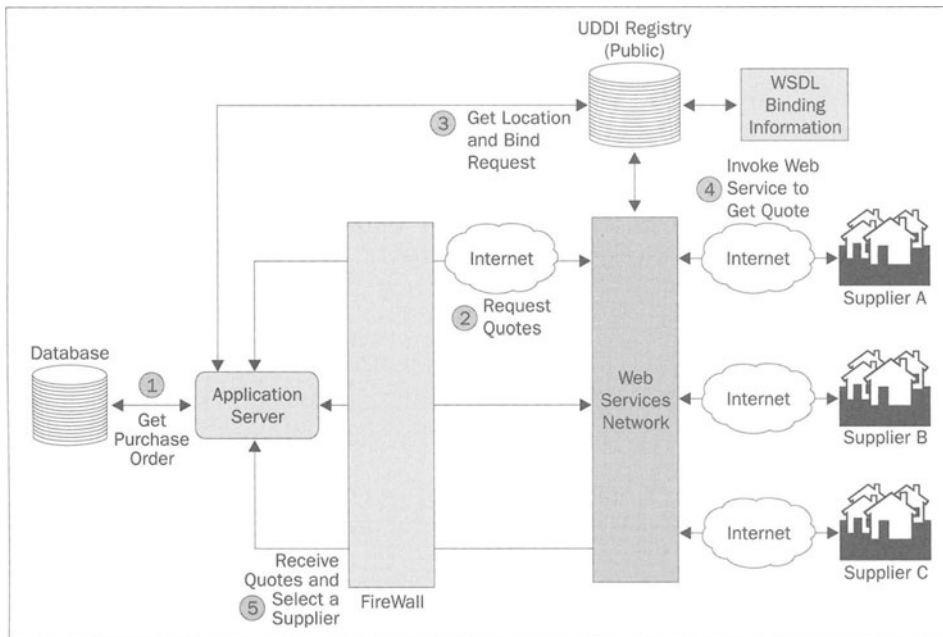 UDDI Registry
(Public)
WSDL
Binding
Information
3
Get Location
and Bind
Request
4
Invoke Web
Service to
Get Quote
Internet
2
Request
Quotes
Internet
Supplier A
Database
1
Get
Purchase
Order
Application
Server
Web
Services
Network
Internet
Supplier B
Internet
Supplier C
Receive
Quotes and
5
Select a
Supplier
FireWall